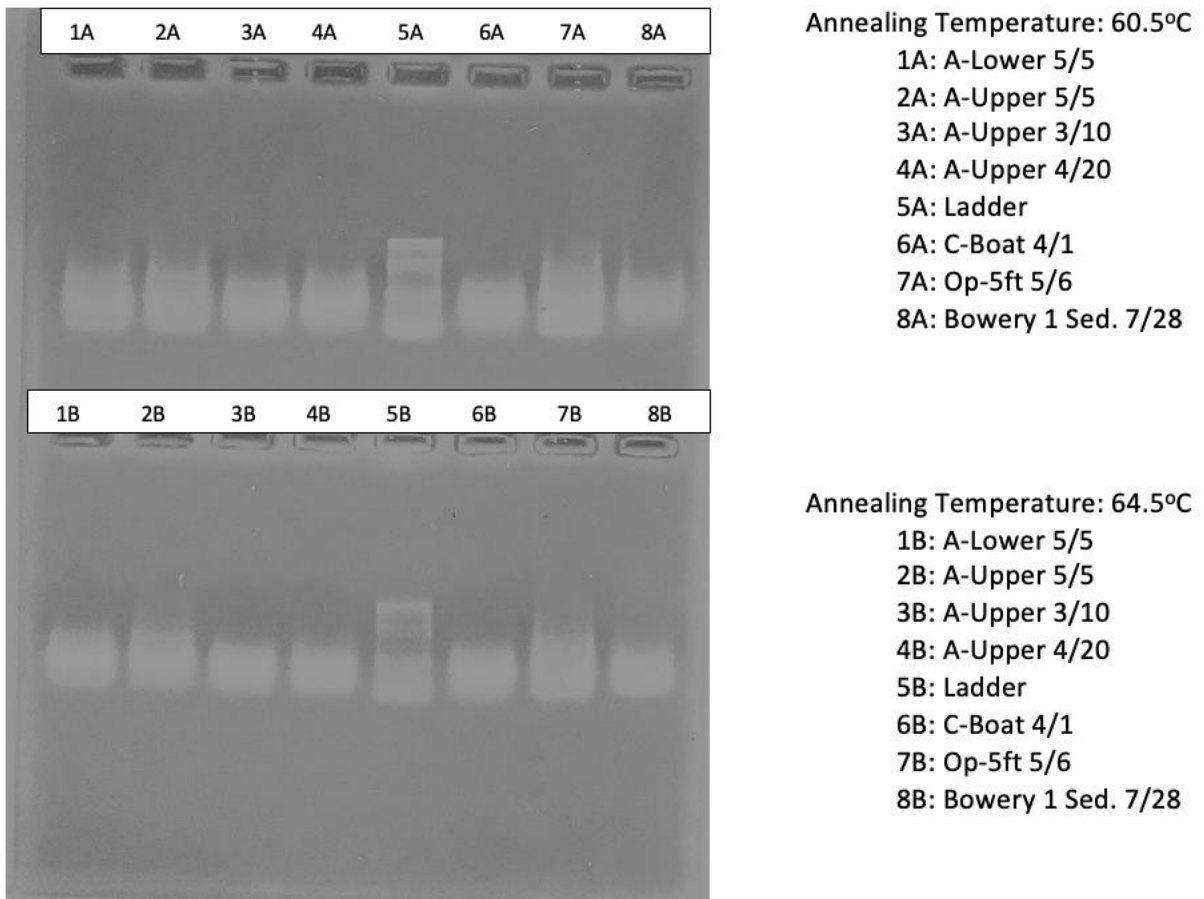 1A 2A 3A 4A 5A 6A 7A 8A
Annealing Temperature: 60.5ºC
1A: A-Lower 5/5
2A: A-Upper 5/5
3A: A-Upper 3/10
4A: A-Upper 4/20
5A: Ladder
6A: C-Boat 4/1
7A: Op-5ft 5/6
8A: Bowery 1 Sed. 7/28
1B 2B 3B 4B 5B 6B 7B 8B
Annealing Temperature: 64.5ºC
1B: A-Lower 5/5
2B: A-Upper 5/5
3B: A-Upper 3/10
4B: A-Upper 4/20
5B: Ladder
6B: C-Boat 4/1
7B: Op-5ft 5/6
8B: Bowery 1 Sed. 7/28